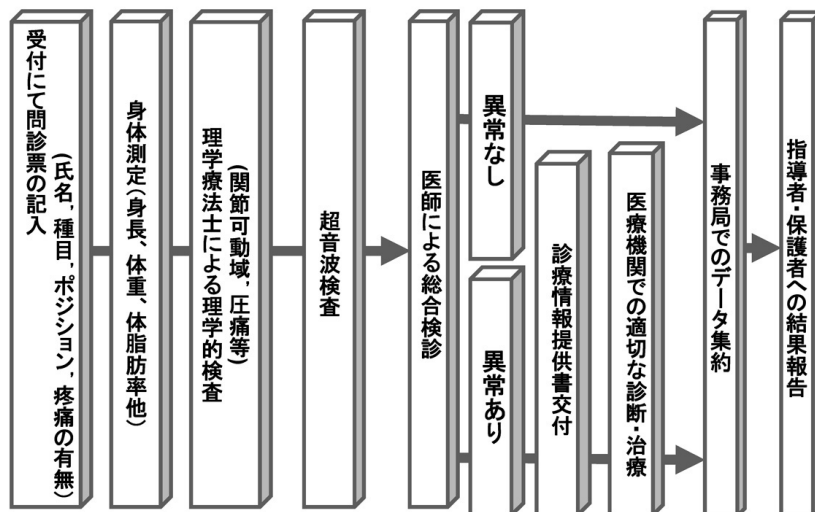 受付にて問診票の記入
(氏名，種目，ポジション，疼痛の有無)
身体測定(身長、体重、体脂肪率他)
理学療法士による理学的検査
(関節可動域，圧痛等)
超音波検査
医師による総合検診
異常なし
異常あり
診療情報提供書交付
医療機関での適切な診断・治療
事務局でのデータ集約
指導者・保護者への結果報告